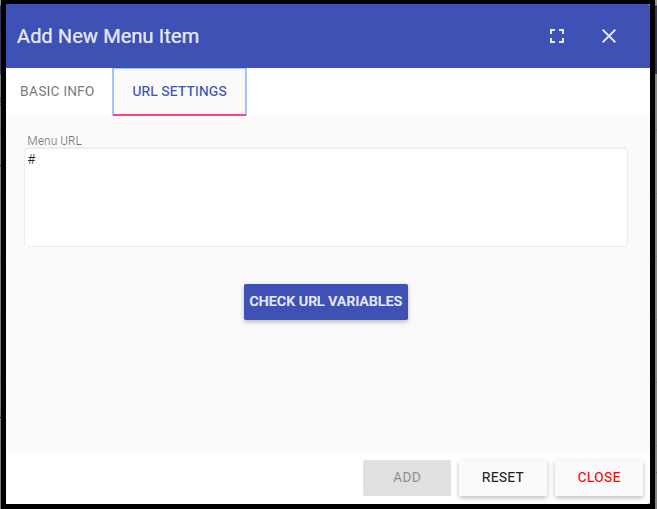 Add New Menu Item
BASIC INFO
URL SETTINGS
Menu URL
#
CHECK URL VARIABLES
ADD
RESET
CLOSE